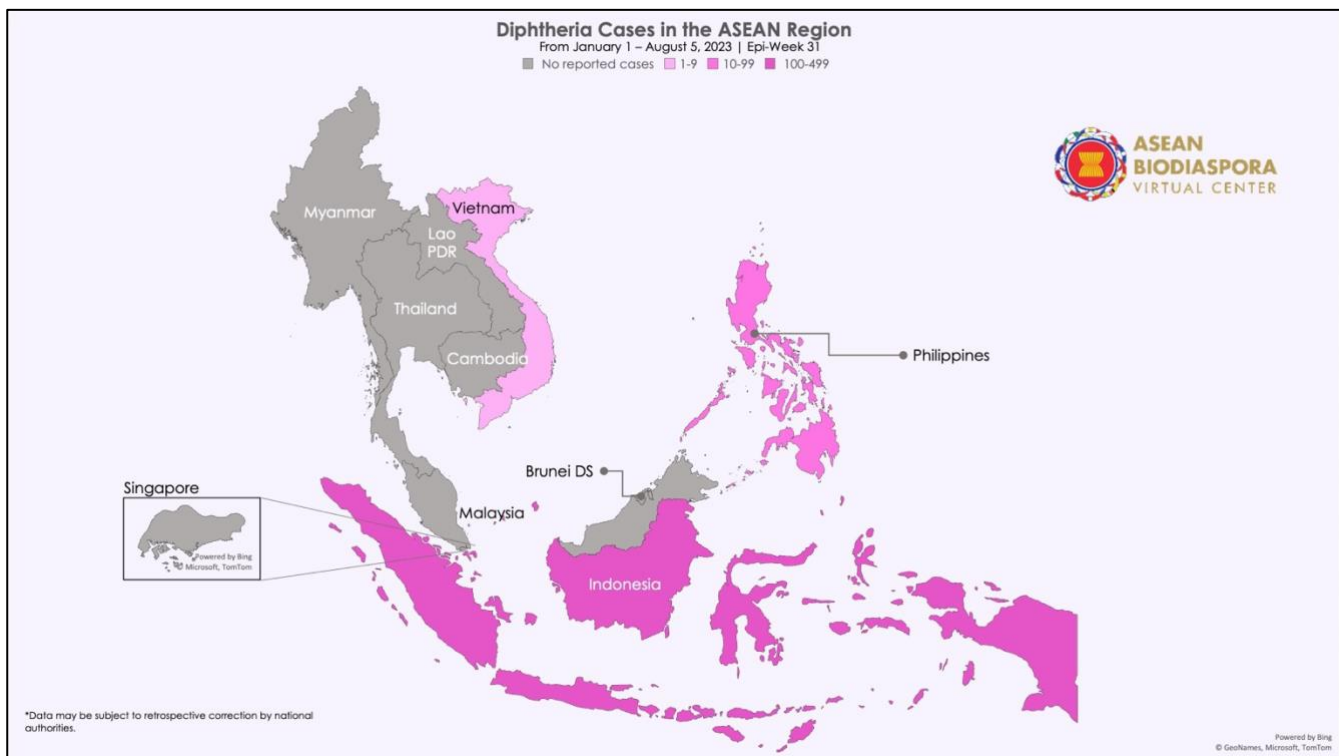 Diphtheria Cases in the ASEAN Region
From January 1 – August 5, 2023 | Epi-Week 31
No reported cases 1-9 10-99 100-499
ASEAN
BIODIASPORA
VIRTUAL CENTER
Myanmar
Vietnam
Lao
PDR
Thailand
Cambodia
Philippines
Brunei DS
Singapore
Malaysia
Powered by Bing
© Microsoft, TomTom
Indonesia
*Data may be subject to retrospective correction by national
authorities.
Powered by Bing
© GeoNames, Microsoft, TomTom